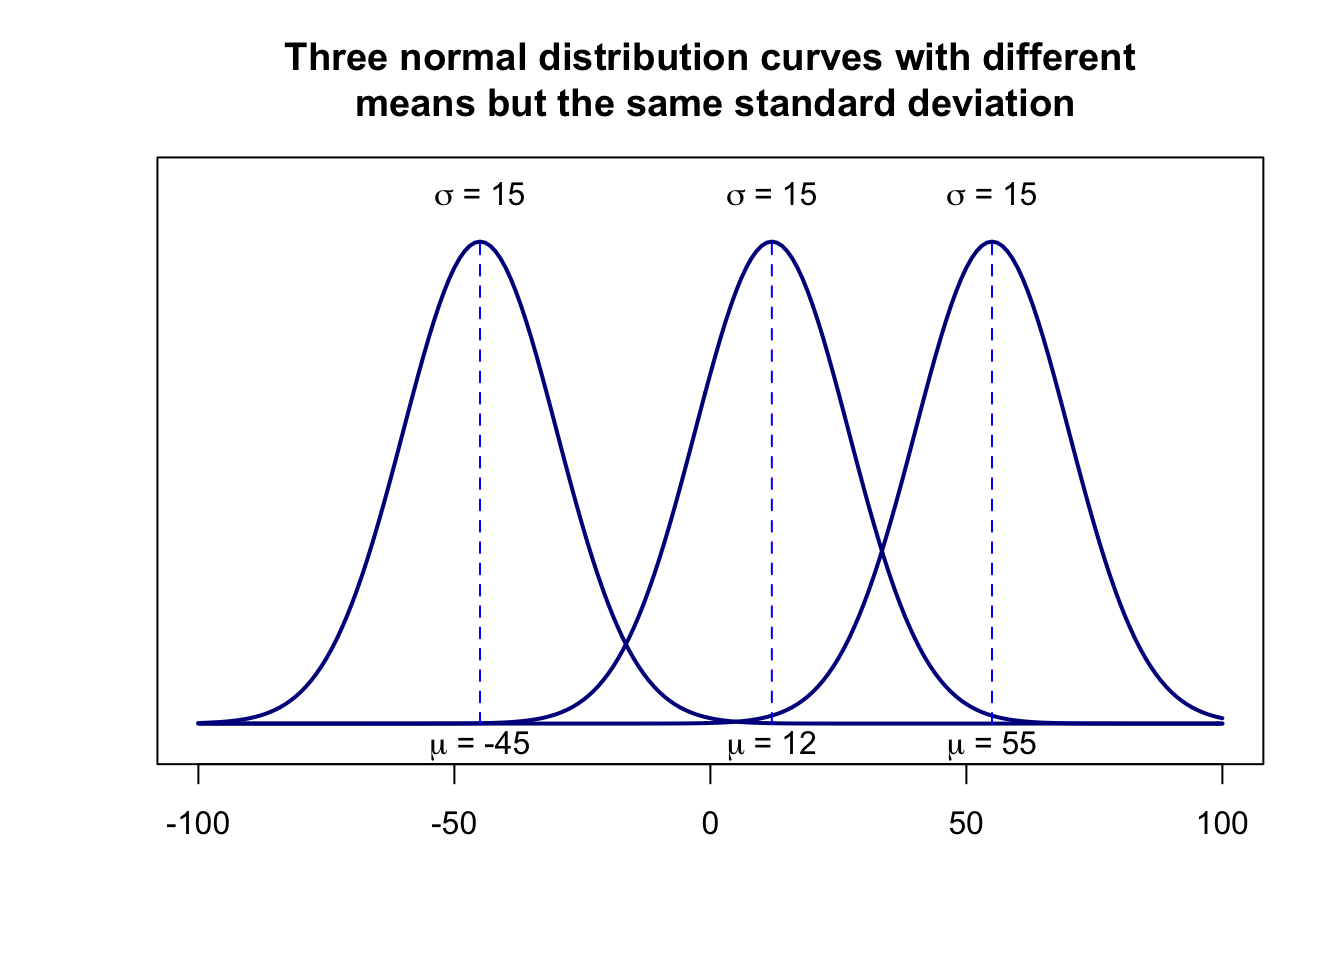 Three normal distribution curves with different
means but the same standard deviation
σ = 15 σ = 15 σ = 15
μ = -45 μ = 12 μ = 55
-100 -50 0 50 100